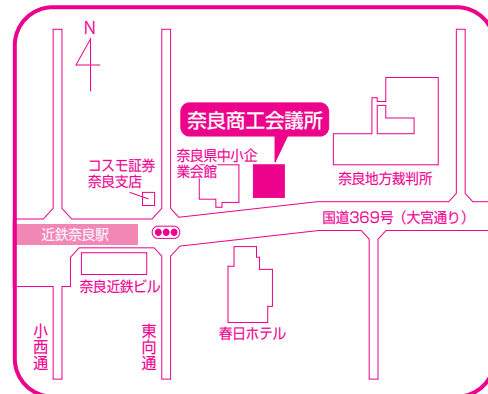 N
奈良商工会議所
コスモ証券
奈良支店
奈良県中小企
業会館
奈良地方裁判所
国道369号（大宮通り）
近鉄奈良駅
奈良近鉄ビル
春日ホテル
小西通
東向通